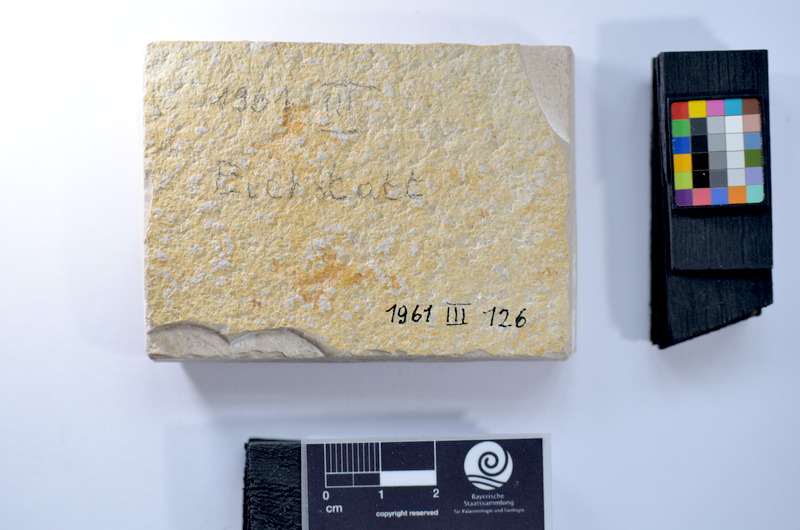 1961 III
Eichstätt
1961 III 126
0 1 2
cm
copyright reserved
Bayerische
Staatssammlung
für Paläontologie und Geologie